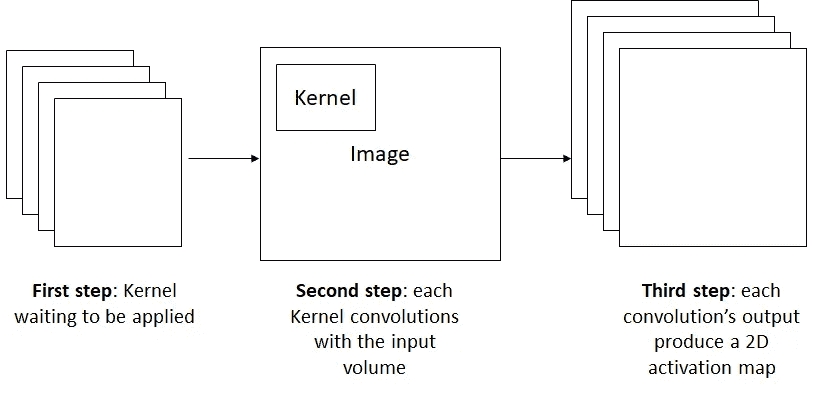 Kernel
Image
First step: Kernel
waiting to be applied
Second step: each
Kernel convolutions
with the input
volume
Third step: each
convolution's output
produce a 2D
activation map